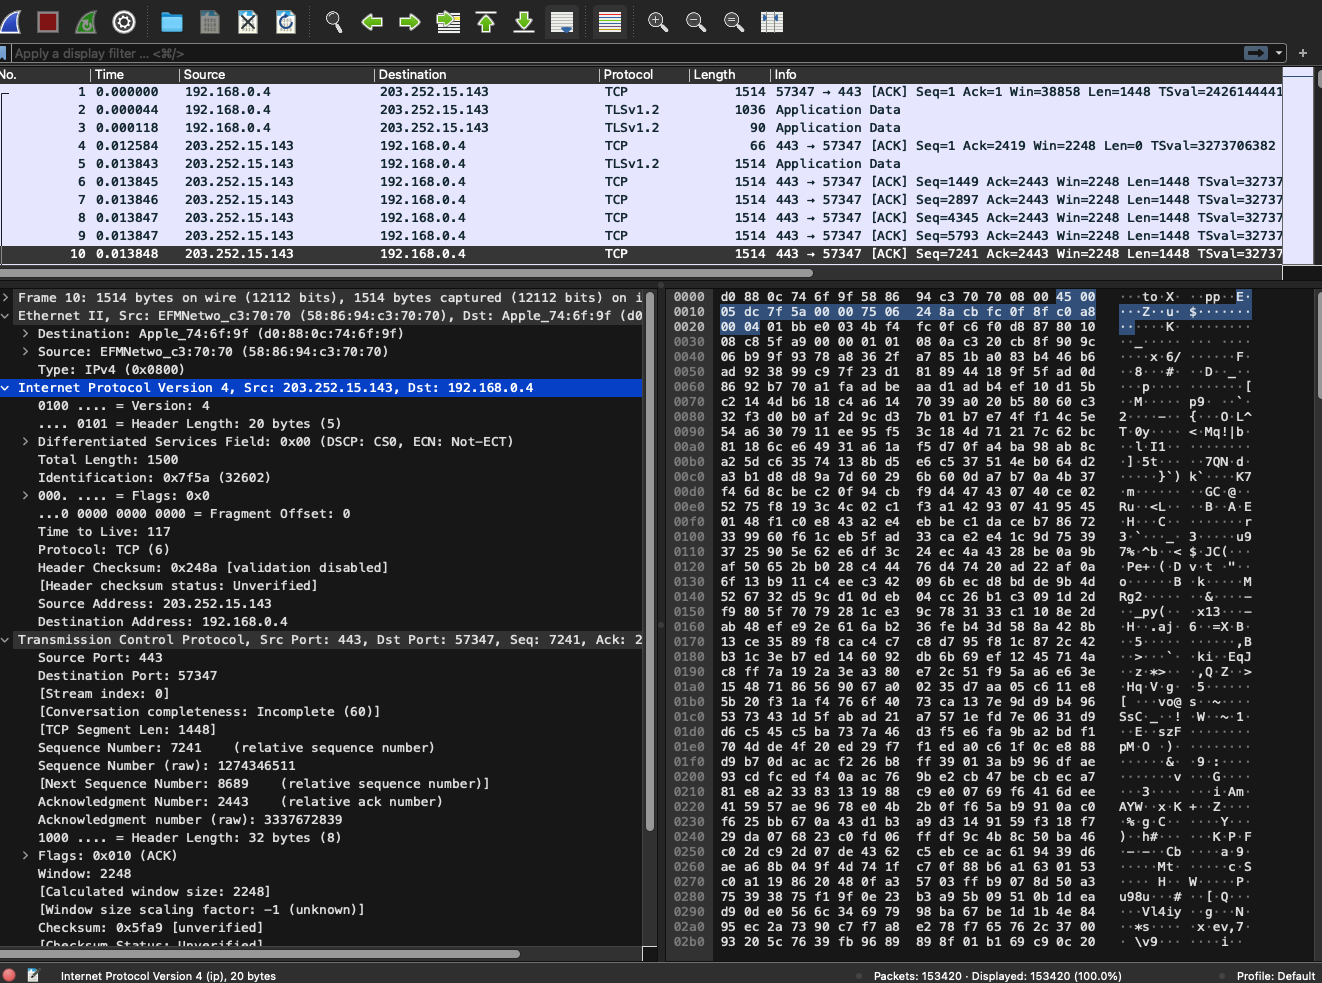 Apply a display filter ... <⌘/>
No. Time Source Destination Protocol Length Info
1 0.000000 192.168.0.4 203.252.15.143 TCP 1514 57347 → 443 [ACK] Seq=1 Ack=1 Win=38858 Len=1448 TSval=2426144441
2 0.000044 192.168.0.4 203.252.15.143 TLSv1.2 1036 Application Data
3 0.000118 192.168.0.4 203.252.15.143 TLSv1.2 90 Application Data
4 0.012584 203.252.15.143 192.168.0.4 TCP 66 443 → 57347 [ACK] Seq=1 Ack=2419 Win=2248 Len=0 TSval=3273706382
5 0.013843 203.252.15.143 192.168.0.4 TLSv1.2 1514 Application Data
6 0.013845 203.252.15.143 192.168.0.4 TCP 1514 443 → 57347 [ACK] Seq=1449 Ack=2443 Win=2248 Len=1448 TSval=32737
7 0.013846 203.252.15.143 192.168.0.4 TCP 1514 443 → 57347 [ACK] Seq=2897 Ack=2443 Win=2248 Len=1448 TSval=32737
8 0.013847 203.252.15.143 192.168.0.4 TCP 1514 443 → 57347 [ACK] Seq=4345 Ack=2443 Win=2248 Len=1448 TSval=32737
9 0.013847 203.252.15.143 192.168.0.4 TCP 1514 443 → 57347 [ACK] Seq=5793 Ack=2443 Win=2248 Len=1448 TSval=32737
10 0.013848 203.252.15.143 192.168.0.4 TCP 1514 443 → 57347 [ACK] Seq=7241 Ack=2443 Win=2248 Len=1448 TSval=32737
Frame 10: 1514 bytes on wire (12112 bits), 1514 bytes captured (12112 bits) on i
Ethernet II, Src: EFMNetwo_c3:70:70 (58:86:94:c3:70:70), Dst: Apple_74:6f:9f (d0
Destination: Apple_74:6f:9f (d0:88:0c:74:6f:9f)
Source: EFMNetwo_c3:70:70 (58:86:94:c3:70:70)
Type: IPv4 (0x0800)
Internet Protocol Version 4, Src: 203.252.15.143, Dst: 192.168.0.4
0100 .... = Version: 4
.... 0101 = Header Length: 20 bytes (5)
Differentiated Services Field: 0x00 (DSCP: CS0, ECN: Not-ECT)
Total Length: 1500
Identification: 0x7f5a (32602)
000. .... = Flags: 0x0
...0 0000 0000 0000 = Fragment Offset: 0
Time to Live: 117
Protocol: TCP (6)
Header Checksum: 0x248a [validation disabled]
[Header checksum status: Unverified]
Source Address: 203.252.15.143
Destination Address: 192.168.0.4
Transmission Control Protocol, Src Port: 443, Dst Port: 57347, Seq: 7241, Ack: 2
Source Port: 443
Destination Port: 57347
[Stream index: 0]
[Conversation completeness: Incomplete (60)]
[TCP Segment Len: 1448]
Sequence Number: 7241 (relative sequence number)
Sequence Number (raw): 1274346511
[Next Sequence Number: 8689 (relative sequence number)]
Acknowledgment Number: 2443 (relative ack number)
Acknowledgment number (raw): 3337672839
1000 .... = Header Length: 32 bytes (8)
Flags: 0x010 (ACK)
Window: 2248
[Calculated window size: 2248]
[Window size scaling factor: -1 (unknown)]
Checksum: 0x5fa9 [unverified]
[Checksum Status: Unverified]
0000 d0 88 0c 74 6f 9f 58 86 94 c3 70 70 08 00 45 00
0010 05 dc 7f 5a 00 00 75 06 24 8a cb fc 0f 8f c0 a8
0020 00 04 01 bb e0 03 4b f4 fc 0f c6 f0 d8 87 80 10
0030 08 c8 5f a9 00 00 01 01 08 0a c3 20 cb 8f 90 9c
0040 06 b9 9f 93 78 a8 36 2f a7 85 1b a0 83 b4 46 b6
0050 ad 92 38 99 c9 7f 23 d1 81 89 44 18 9f 5f ad 0d
0060 86 92 b7 70 a1 fa ad be aa d1 ad b4 ef 10 d1 5b
0070 c2 14 4d b6 18 c4 a6 14 70 39 a0 20 b5 80 60 c3
0080 32 f3 d0 b0 af 2d 9c d3 7b 01 b7 e7 4f f1 4c 5e
0090 54 a6 30 79 11 ee 95 f5 3c 18 4d 71 21 7c 62 bc
00a0 81 18 6c e6 49 31 a6 1a f5 d7 0f a4 ba 98 ab 8c
00b0 a2 5d c6 35 74 13 8b d5 e6 c5 37 51 4e b0 64 d2
00c0 a3 b1 d8 d8 9a 7d 60 29 6b 60 0d a7 b7 0a 4b 37
00d0 f4 6d 8c be c2 0f 94 cb f9 d4 47 43 07 40 ce 02
00e0 52 75 f8 19 3c 4c 02 c1 f3 a1 42 93 07 41 95 45
00f0 01 48 f1 c0 e8 43 a2 e4 eb be c1 da ce b7 86 72
0100 33 99 60 f6 1c eb 5f ad 33 ca e2 e4 1c 9d 75 39
0110 37 25 90 5e 62 e6 df 3c 24 ec 4a 43 28 be 0a 9b
0120 af 50 65 2b b0 28 c4 44 76 d4 74 20 ad 22 af 0a
0130 6f 13 b9 11 c4 ee c3 42 09 6b ec d8 bd de 9b 4d
0140 52 67 32 d5 9c d1 0d eb 04 cc 26 b1 c3 09 1d 2d
0150 f9 80 5f 70 79 28 1c e3 9c 78 31 33 c1 10 8e 2d
0160 ab 48 ef e9 2e 61 6a b2 36 fe b4 3d 58 8a 42 8b
0170 13 ce 35 89 f8 ca c4 c7 c8 d7 95 f8 1c 87 2c 42
0180 b3 1c 3e b7 ed 14 60 92 db 6b 69 ef 12 45 71 4a
0190 c8 ff 7a 19 2a 3e a3 80 e7 2c 51 f9 5a a6 e6 3e
01a0 15 48 71 86 56 90 67 a0 02 35 d7 aa 05 c6 11 e8
01b0 5b 20 f3 1a f4 76 6f 40 73 ca 13 7e 9d d9 b4 96
01c0 53 73 43 1d 5f ab ad 21 a7 57 1e fd 7e 06 31 d9
01d0 d6 c5 45 c5 ba 73 7a 46 d3 f5 e6 fa 9b a2 bd f1
01e0 70 4d de 4f 20 ed 29 f7 f1 ed a0 c6 1f 0c e8 88
01f0 d9 b7 0d ac ac f2 26 b8 ff 39 01 3a b9 96 df ae
0200 93 cd fc ed f4 0a ac 76 9b e2 cb 47 be cb ec a7
0210 81 e8 a2 33 83 13 19 88 c9 e0 07 69 f6 41 6d ee
0220 41 59 57 ae 96 78 e0 4b 2b 0f f6 5a b9 91 0a c0
0230 f6 25 bb 67 0a 43 d1 b3 a9 d3 14 91 59 f3 18 f7
0240 29 da 07 68 23 c0 fd 06 ff df 9c 4b 8c 50 ba 46
0250 c0 2d c9 2d 07 de 43 62 c5 eb ce ac 61 94 39 d6
0260 ae a6 8b 04 9f 4d 74 1f c7 0f 88 b6 a1 63 01 53
0270 c0 a1 19 86 20 48 0f a3 57 03 ff b9 07 8d 50 a3
0280 75 39 38 75 f1 9f 0e 23 b3 a9 5b 09 51 0b 1d ea
0290 d9 0d e0 56 6c 34 69 79 98 ba 67 be 1d 1b 4e 84
02a0 95 ec 2a 73 90 c7 f7 a8 e2 78 f7 65 76 2c 37 00
02b0 93 20 5c 76 39 fb 96 89 89 8f 01 b1 69 c9 0c 20
Internet Protocol Version 4 (ip), 20 bytes
Packets: 153420 · Displayed: 153420 (100.0%)
Profile: Default